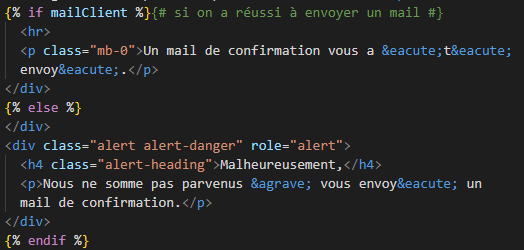 {% if mailClient %}{# si on a réussi à envoyer un mail #}
<hr>
<p class="mb-0">Un mail de confirmation vous a &eacute;t&eacute;
envoy&eacute;.</p>
</div>
{% else %}
</div>
<div class="alert alert-danger" role="alert">
<h4 class="alert-heading">Malheureusement,</h4>
<p>Nous ne somme pas parvenus &agrave; vous envoy&eacute; un
mail de confirmation.</p>
</div>
{% endif %}